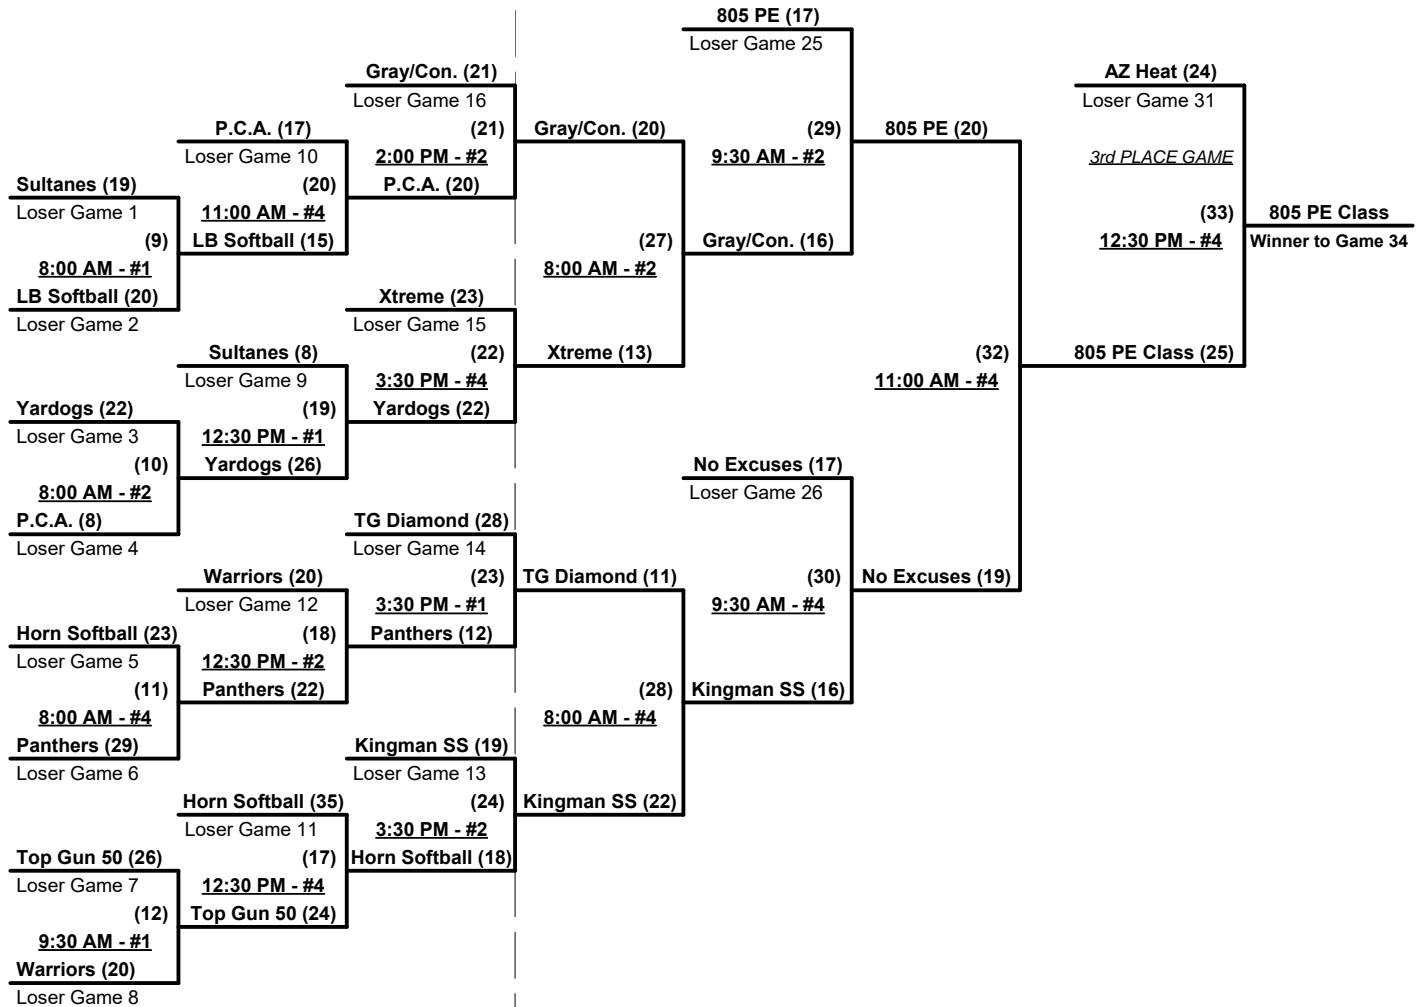 805 PE (17)
Loser Game 25
Gray/Con. (21)
AZ Heat (24)
Loser Game 16
Loser Game 31
P.C.A. (17)
(21)
Gray/Con. (20)
(29)
805 PE (20)
Loser Game 10
2:00 PM - #2
9:30 AM - #2
3rd PLACE GAME
Sultanes (19)
(20)
P.C.A. (20)
Loser Game 1
11:00 AM - #4
(33)
805 PE Class
(9)
LB Softball (15)
(27)
Gray/Con. (16)
12:30 PM - #4
Winner to Game 34
8:00 AM - #1
8:00 AM - #2
LB Softball (20)
Xtreme (23)
Loser Game 2
Loser Game 15
Sultanes (8)
(22)
Xtreme (13)
(32)
805 PE Class (25)
Loser Game 9
3:30 PM - #4
11:00 AM - #4
Yardogs (22)
(19)
Yardogs (22)
Loser Game 3
12:30 PM - #1
(10)
Yardogs (26)
No Excuses (17)
8:00 AM - #2
Loser Game 26
P.C.A. (8)
TG Diamond (28)
Loser Game 4
Loser Game 14
Warriors (20)
(23)
TG Diamond (11)
(30)
No Excuses (19)
Loser Game 12
3:30 PM - #1
9:30 AM - #4
Horn Softball (23)
(18)
Panthers (12)
Loser Game 5
12:30 PM - #2
(11)
Panthers (22)
(28)
Kingman SS (16)
8:00 AM - #4
8:00 AM - #4
Panthers (29)
Kingman SS (19)
Loser Game 6
Loser Game 13
Horn Softball (35)
(24)
Kingman SS (22)
Loser Game 11
3:30 PM - #2
Top Gun 50 (26)
(17)
Horn Softball (18)
Loser Game 7
12:30 PM - #4
(12)
Top Gun 50 (24)
9:30 AM - #1
Warriors (20)
Loser Game 8